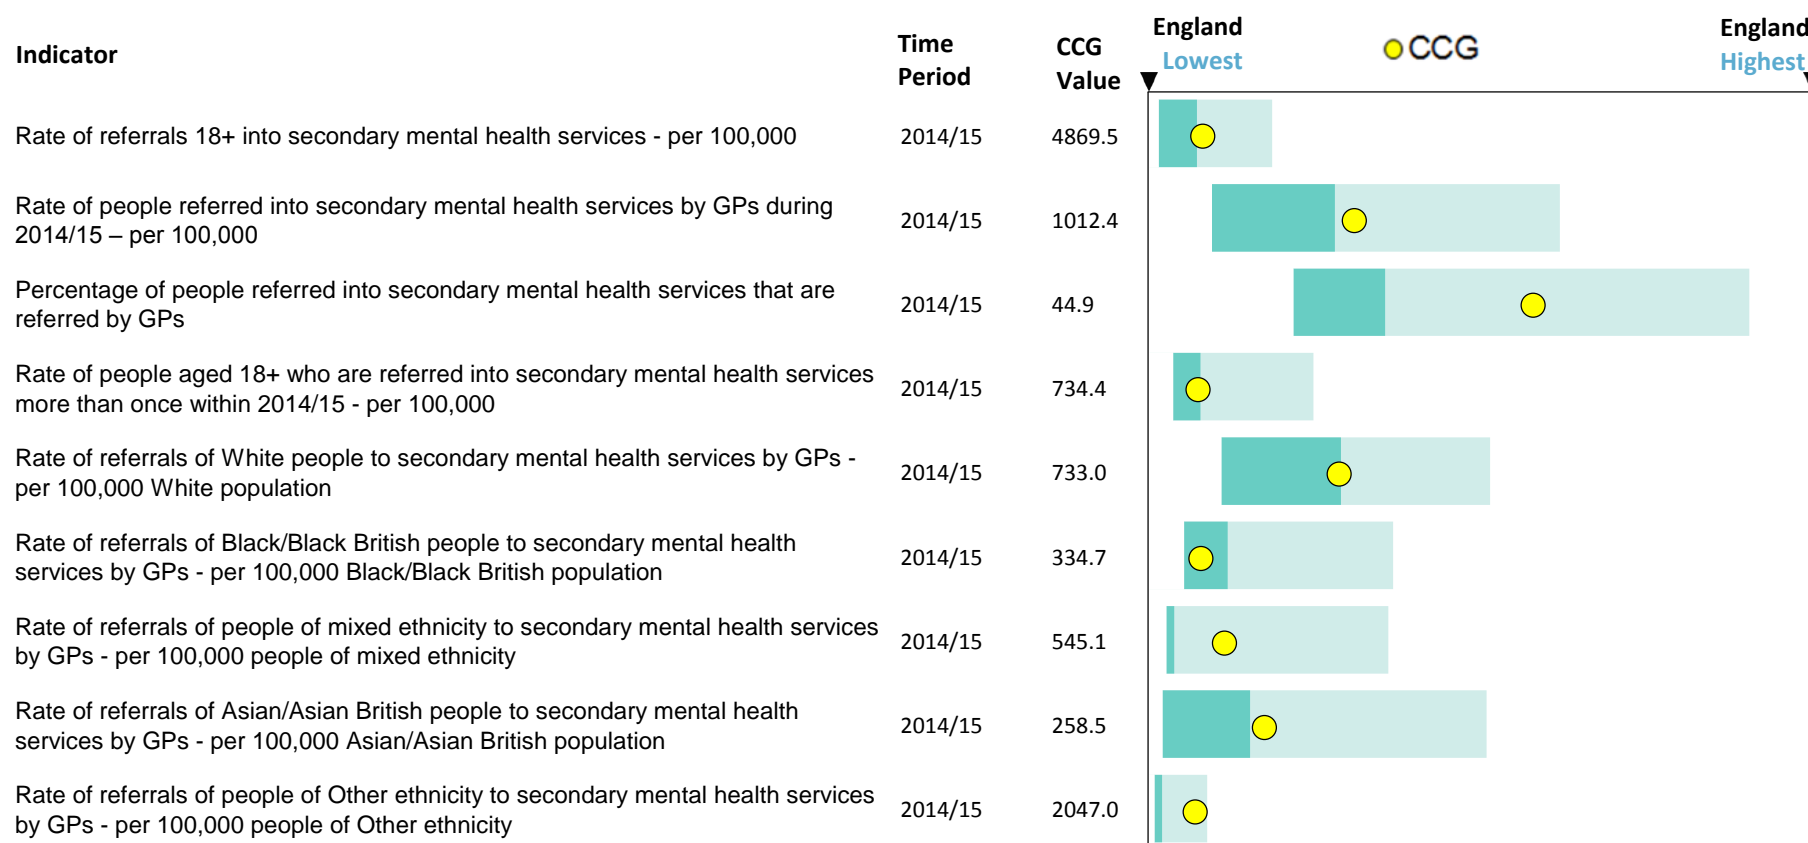 Indicator
Time
Period
CCG
Value
England
Lowest
CCG
England
Highest
Rate of referrals 18+ into secondary mental health services - per 100,000
2014/15
4869.5
Rate of people referred into secondary mental health services by GPs during
2014/15 – per 100,000
2014/15
1012.4
Percentage of people referred into secondary mental health services that are
referred by GPs
2014/15
44.9
Rate of people aged 18+ who are referred into secondary mental health services
more than once within 2014/15 - per 100,000
2014/15
734.4
Rate of referrals of White people to secondary mental health services by GPs -
per 100,000 White population
2014/15
733.0
Rate of referrals of Black/Black British people to secondary mental health
services by GPs - per 100,000 Black/Black British population
2014/15
334.7
Rate of referrals of people of mixed ethnicity to secondary mental health services
by GPs - per 100,000 people of mixed ethnicity
2014/15
545.1
Rate of referrals of Asian/Asian British people to secondary mental health
services by GPs - per 100,000 Asian/Asian British population
2014/15
258.5
Rate of referrals of people of Other ethnicity to secondary mental health services
by GPs - per 100,000 people of Other ethnicity
2014/15
2047.0